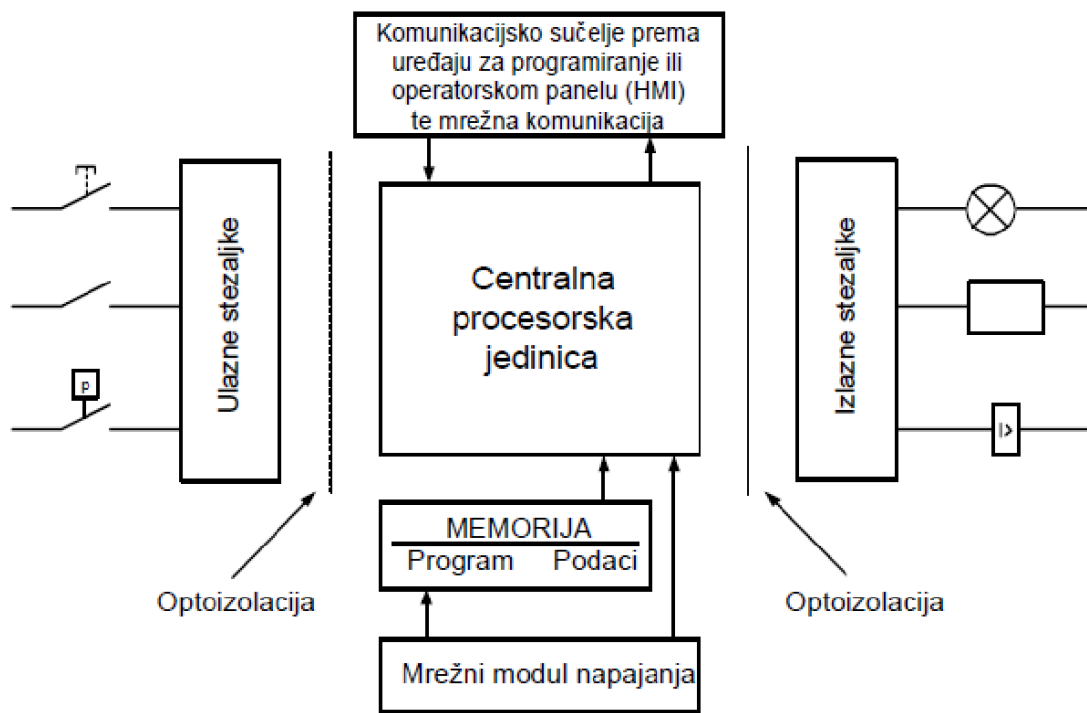 Komunikacijsko sučelje prema
uređaju za programiranje ili
operatorskom panelu (HMI)
te mrežna komunikacija
Ulazne stezaljke
Centralna
procesorska
jedinica
Izlazne stezaljke
p
|>
MEMORIJA
Program Podaci
Optoizolacija
Optoizolacija
Mrežni modul napajanja